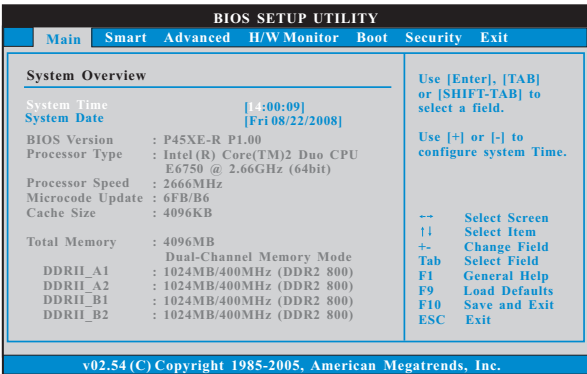 BIOS SETUP UTILITY
Main Smart Advanced H/W Monitor Boot Security Exit
System Overview
System Time [14:00:09]
System Date [Fri 08/22/2008]
BIOS Version : P45XE-R P1.00
Processor Type : Intel (R) Core(TM)2 Duo CPU
E6750 @ 2.66GHz (64bit)
Processor Speed : 2666MHz
Microcode Update : 6FB/B6
Cache Size : 4096KB
Total Memory : 4096MB
Dual-Channel Memory Mode
DDRII_A1 : 1024MB/400MHz (DDR2 800)
DDRII_A2 : 1024MB/400MHz (DDR2 800)
DDRII_B1 : 1024MB/400MHz (DDR2 800)
DDRII_B2 : 1024MB/400MHz (DDR2 800)
Use [Enter], [TAB]
or [SHIFT-TAB] to
select a field.
Use [+] or [-] to
configure system Time.
←→ Select Screen
↑↓ Select Item
+- Change Field
Tab Select Field
F1 General Help
F9 Load Defaults
F10 Save and Exit
ESC Exit
v02.54 (C) Copyright 1985-2005, American Megatrends, Inc.